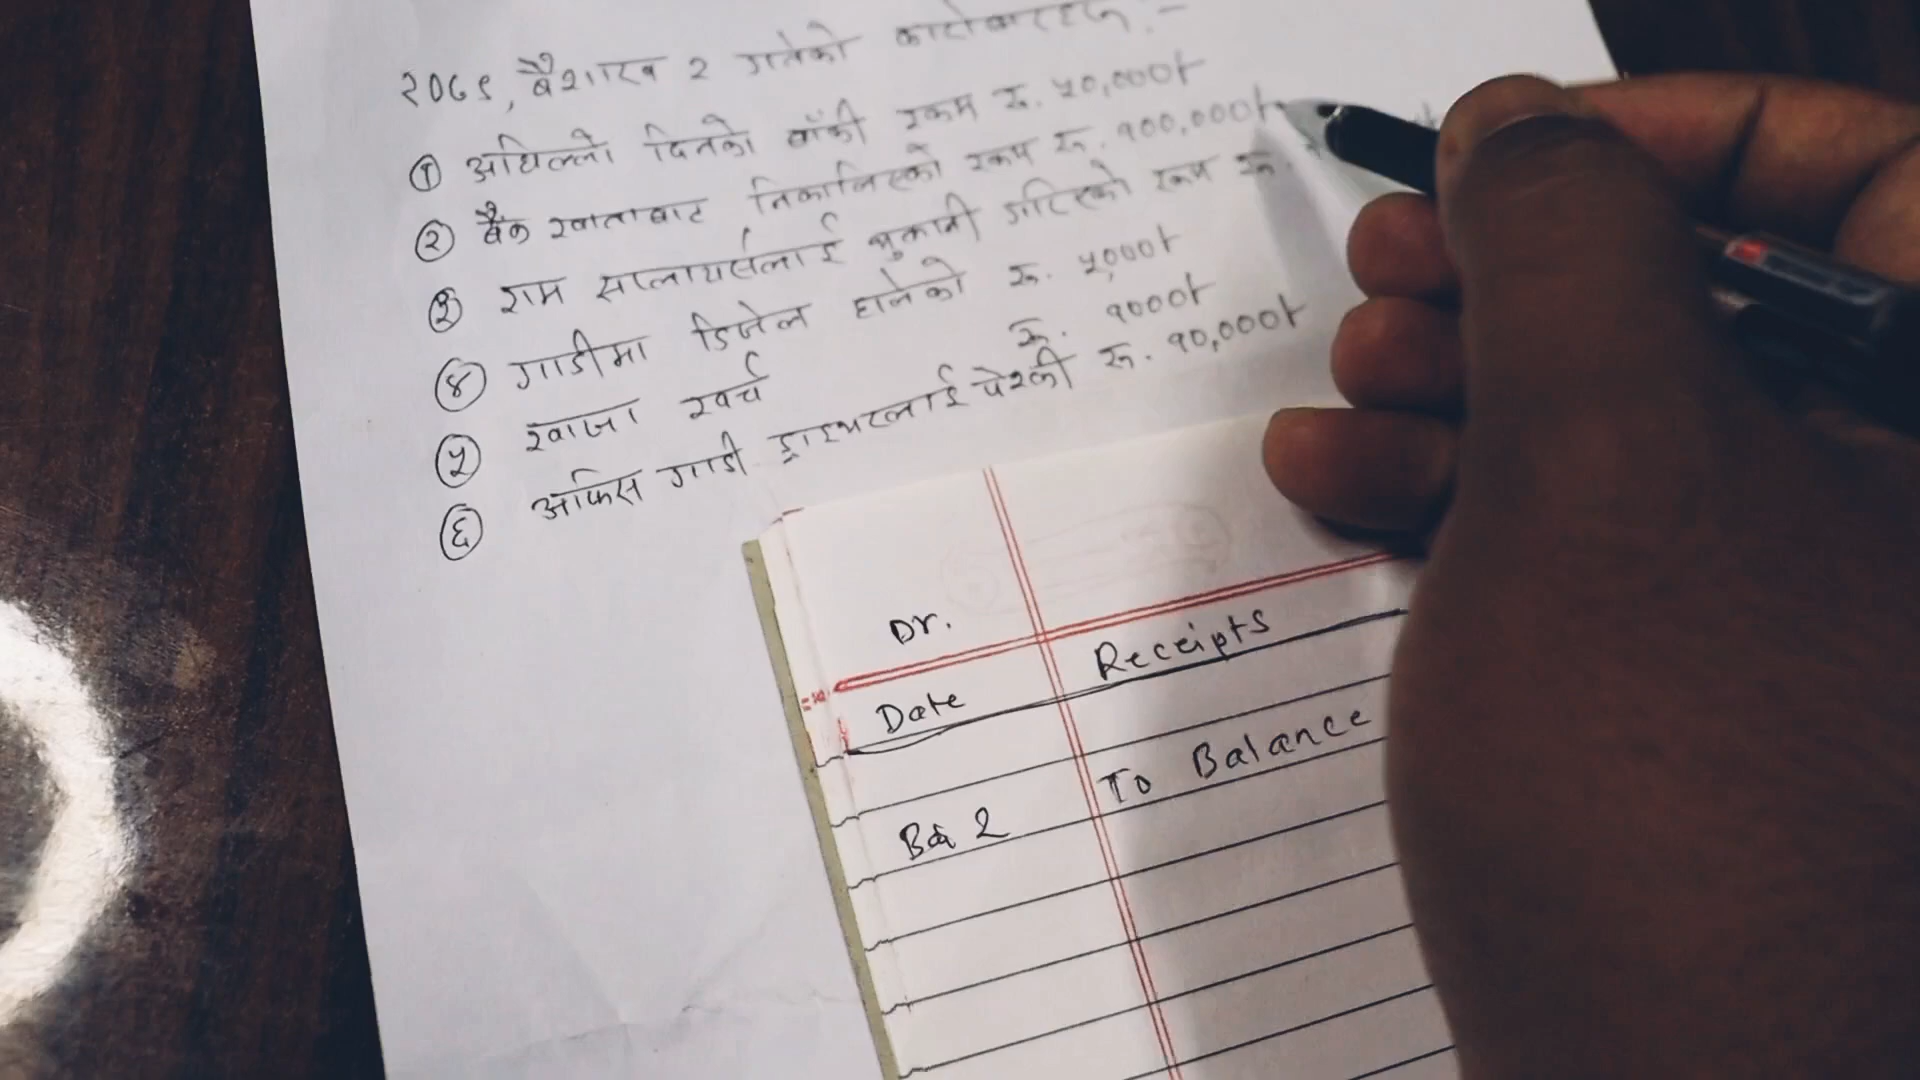 २०७९, बैशाख २ गतेको कारोबारहरू :-
① अघिल्लो दिनको बाँकी रकम रु. ५०,०००/-
② बैंक खाताबाट निकालिएको रकम रु. १००,०००/-
③ राम सप्लायर्सलाई भुक्तानी गरिएको रकम रु.
④ गाडीमा डिजेल हालेको रु. ५,०००/-
⑤ खाजा खर्च रु. १०००/-
⑥ अफिस गाडी ड्राइभरलाई पेश्की रु. १०,०००/-
Dr.
Date Receipts
Bai 2 To Balance